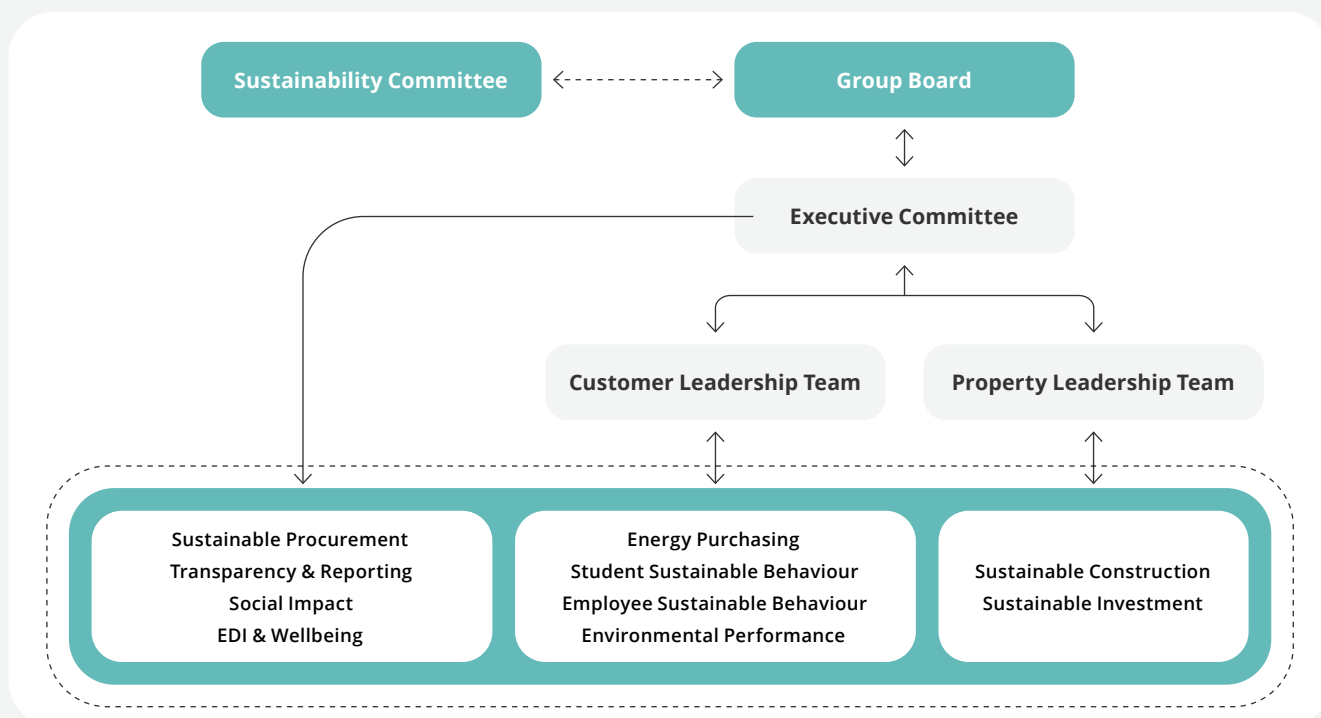 Sustainability Committee
Group Board
Executive Committee
Customer Leadership Team
Property Leadership Team
Sustainable Procurement
Transparency & Reporting
Social Impact
EDI & Wellbeing
Energy Purchasing
Student Sustainable Behaviour
Employee Sustainable Behaviour
Environmental Performance
Sustainable Construction
Sustainable Investment